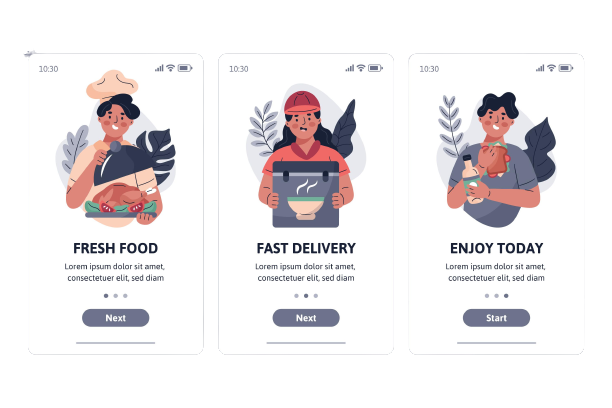 10:30
FRESH FOOD
Lorem ipsum dolor sit amet,
consectetuer elit, sed diam
Next
10:30
FAST DELIVERY
Lorem ipsum dolor sit amet,
consectetuer elit, sed diam
Next
10:30
ENJOY TODAY
Lorem ipsum dolor sit amet,
consectetuer elit, sed diam
Start